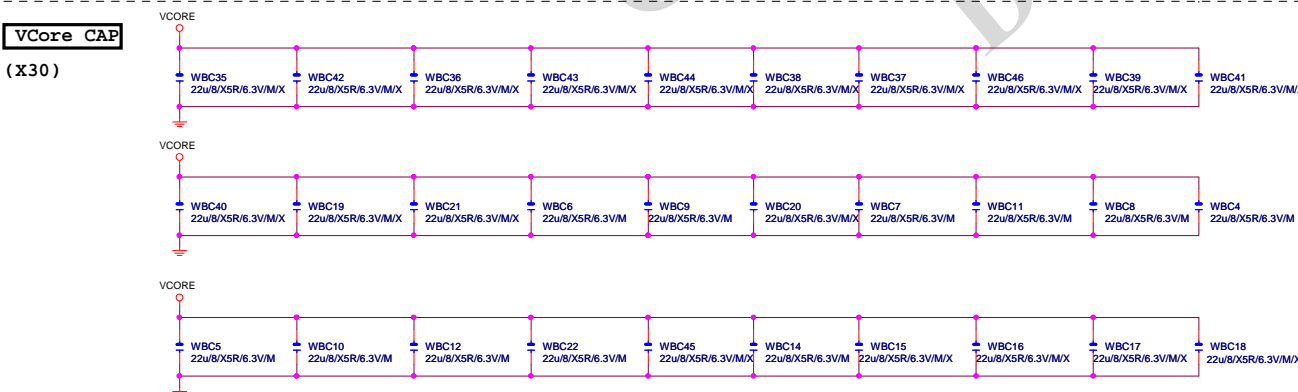 VCore CAP
(X30)
VCORE
WBC35
22u/8/X5R/6.3V/M/X
WBC42
22u/8/X5R/6.3V/M/X
WBC36
22u/8/X5R/6.3V/M/X
WBC43
22u/8/X5R/6.3V/M/X
WBC44
22u/8/X5R/6.3V/M/X
WBC38
22u/8/X5R/6.3V/M/X
WBC37
22u/8/X5R/6.3V/M/X
WBC46
22u/8/X5R/6.3V/M/X
WBC39
22u/8/X5R/6.3V/M/X
WBC41
22u/8/X5R/6.3V/M/
VCORE
WBC40
22u/8/X5R/6.3V/M/X
WBC19
22u/8/X5R/6.3V/M/X
WBC21
22u/8/X5R/6.3V/M/X
WBC6
22u/8/X5R/6.3V/M
WBC9
22u/8/X5R/6.3V/M
WBC20
22u/8/X5R/6.3V/M/X
WBC7
22u/8/X5R/6.3V/M
WBC11
22u/8/X5R/6.3V/M
WBC8
22u/8/X5R/6.3V/M
WBC4
22u/8/X5R/6.3V/M
VCORE
WBC5
22u/8/X5R/6.3V/M
WBC10
22u/8/X5R/6.3V/M
WBC12
22u/8/X5R/6.3V/M
WBC22
22u/8/X5R/6.3V/M
WBC45
22u/8/X5R/6.3V/M/X
WBC14
22u/8/X5R/6.3V/M
WBC15
22u/8/X5R/6.3V/M/X
WBC16
22u/8/X5R/6.3V/M/X
WBC17
22u/8/X5R/6.3V/M/X
WBC18
22u/8/X5R/6.3V/M/X